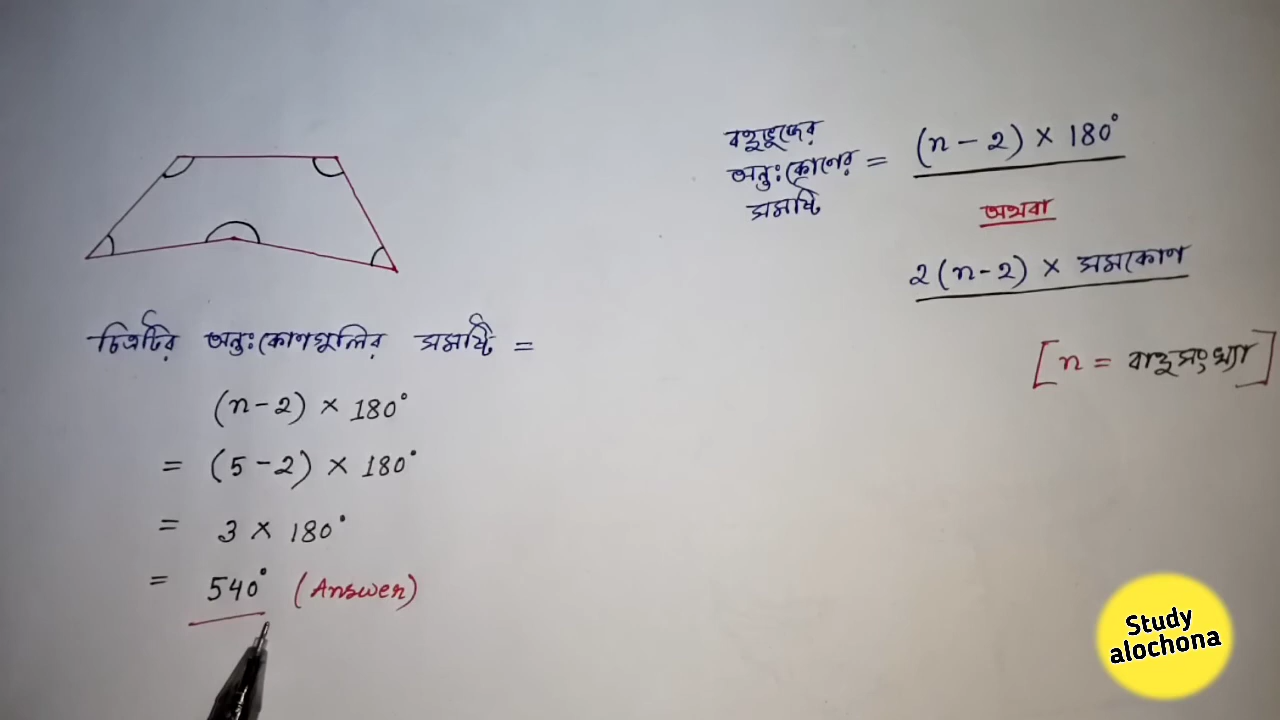 বহুভুজের
অন্তঃকোণের = (n - 2) × 180°
সমষ্টি
অথবা
2 (n - 2) × সমকোণ
[n = বাহুসংখ্যা]
চিত্রটির অন্তঃকোণগুলির সমষ্টি =
(n - 2) × 180°
= (5 - 2) × 180°
= 3 × 180°
= 540° (Answer)
Study
alochona